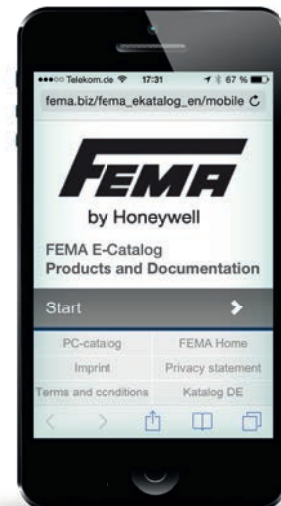 ●●●○○ Telekom.de 17:31 67 %
fema.biz/fema_ekatalog_en/mobile
FEMA
by Honeywell
FEMA E-Catalog
Products and Documentation
Start
PC-catalog FEMA Home
Imprint Privacy statement
Terms and conditions Katalog DE